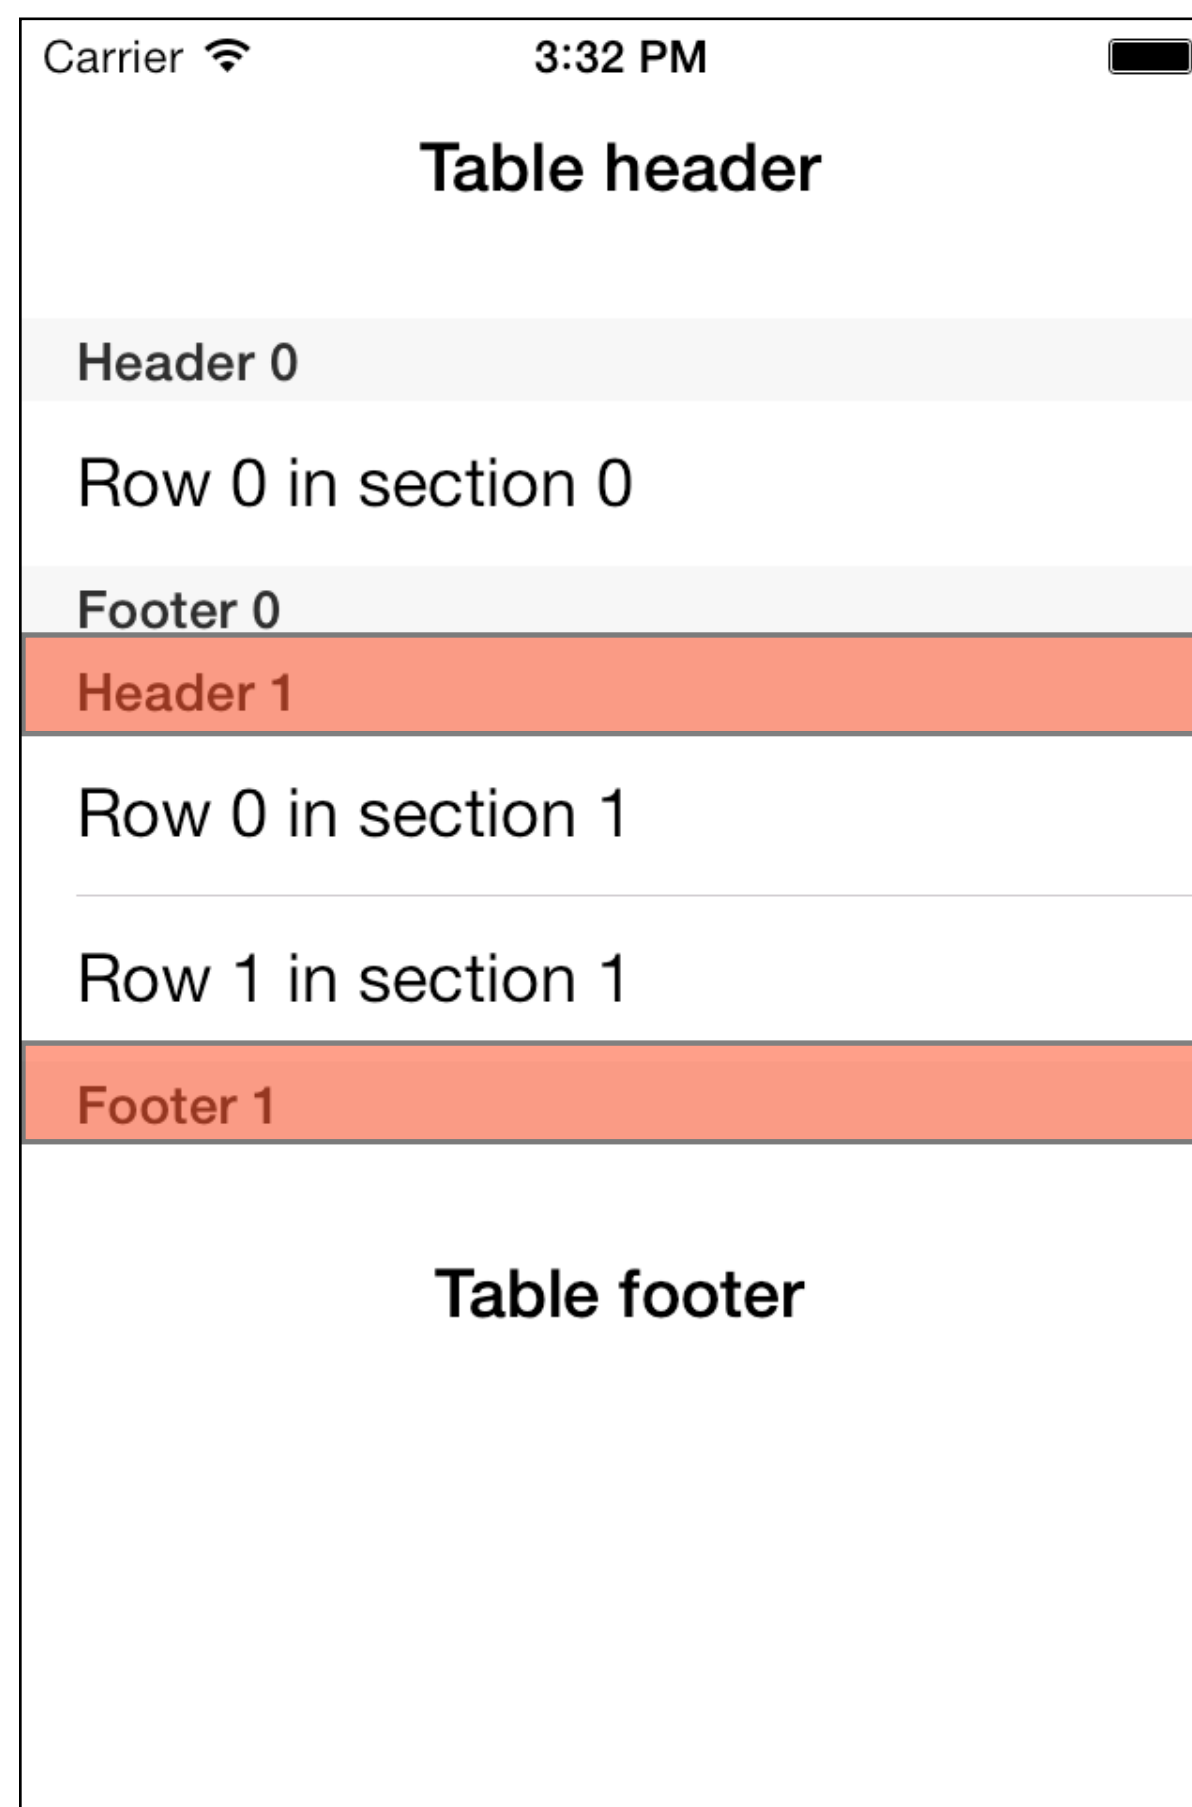 Carrier 3:32 PM
Table header
Header 0
Row 0 in section 0
Footer 0
Header 1
Row 0 in section 1
Row 1 in section 1
Footer 1
Table footer